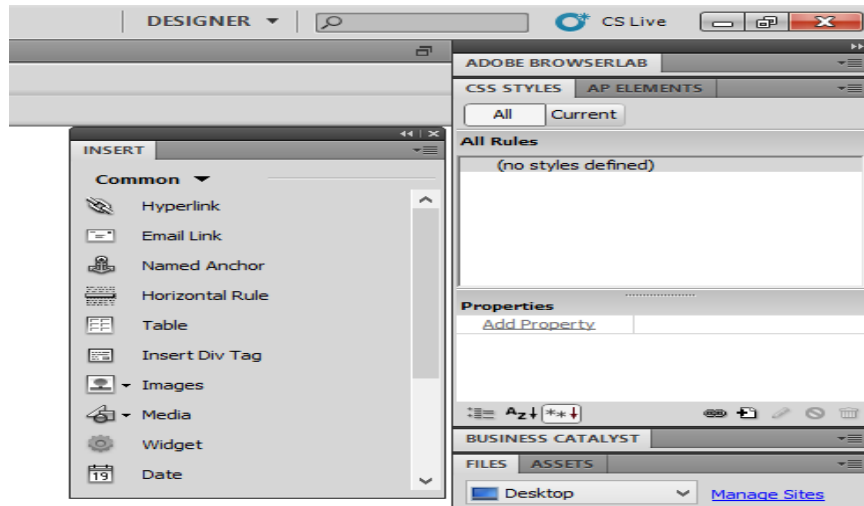 DESIGNER
CS Live
ADOBE BROWSERLAB
CSS STYLES AP ELEMENTS
All Current
All Rules
(no styles defined)
INSERT
Common
Hyperlink
Email Link
Named Anchor
Horizontal Rule
Table
Insert Div Tag
Images
Media
Widget
19 Date
Properties
Add Property
Az **
BUSINESS CATALYST
FILES ASSETS
Desktop Manage Sites